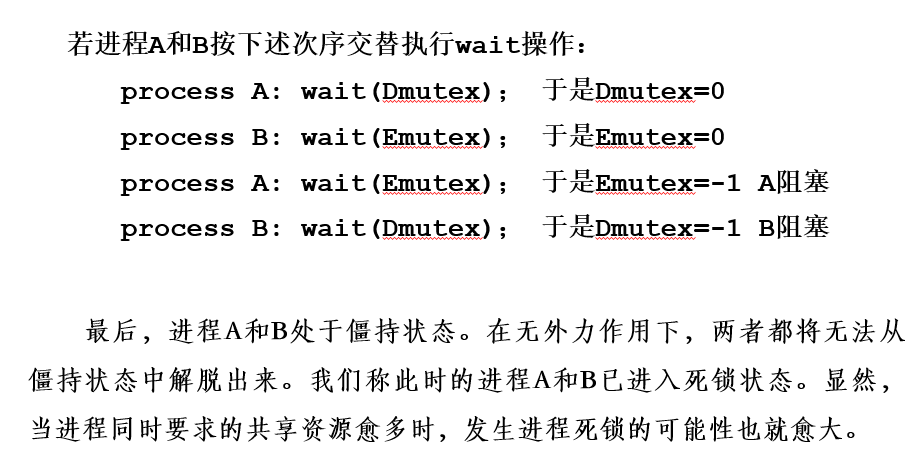 若进程A和B按下述次序交替执行wait操作：
process A: wait(Dmutex); 于是Dmutex=0
process B: wait(Emutex); 于是Emutex=0
process A: wait(Emutex); 于是Emutex=-1 A阻塞
process B: wait(Dmutex); 于是Dmutex=-1 B阻塞
最后，进程A和B处于僵持状态。在无外力作用下，两者都将无法从
僵持状态中解脱出来。我们称此时的进程A和B已进入死锁状态。显然，
当进程同时要求的共享资源愈多时，发生进程死锁的可能性也就愈大。